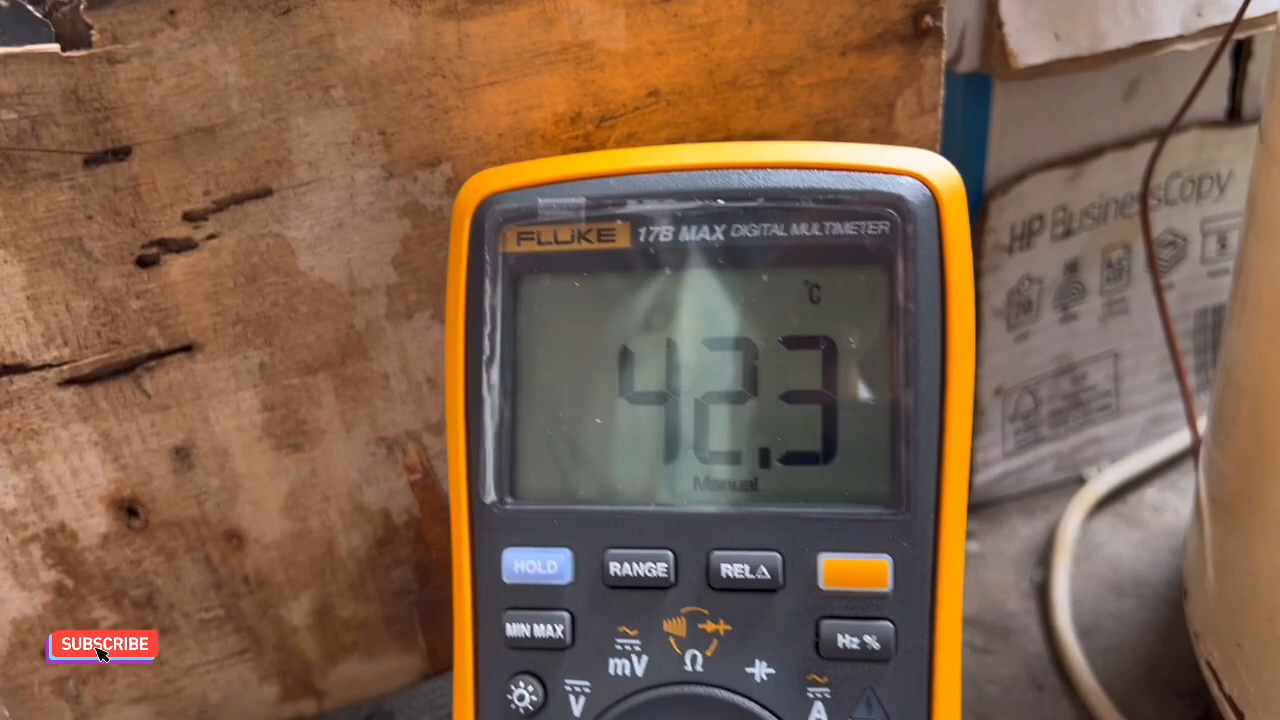 FLUKE 17B MAX DIGITAL MULTIMETER
°C
42.3
Manual
HOLD
RANGE
REL△
MIN MAX
Hz %
mV
Ω
V
A
HP BusinessCopy
SUBSCRIBE